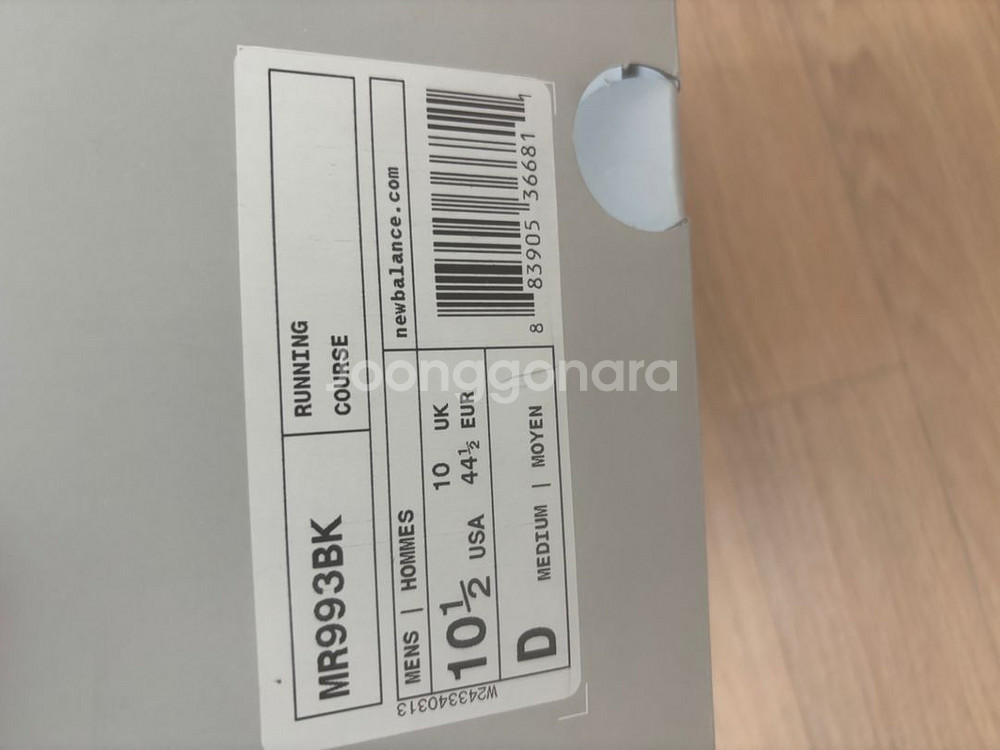 MR993BK
RUNNING
COURSE
MENS | HOMMES
newbalance.com
10½ USA
10 UK
44½ EUR
D
MEDIUM | MOYEN
8 83905 36681 1
W243340313
joonggonara